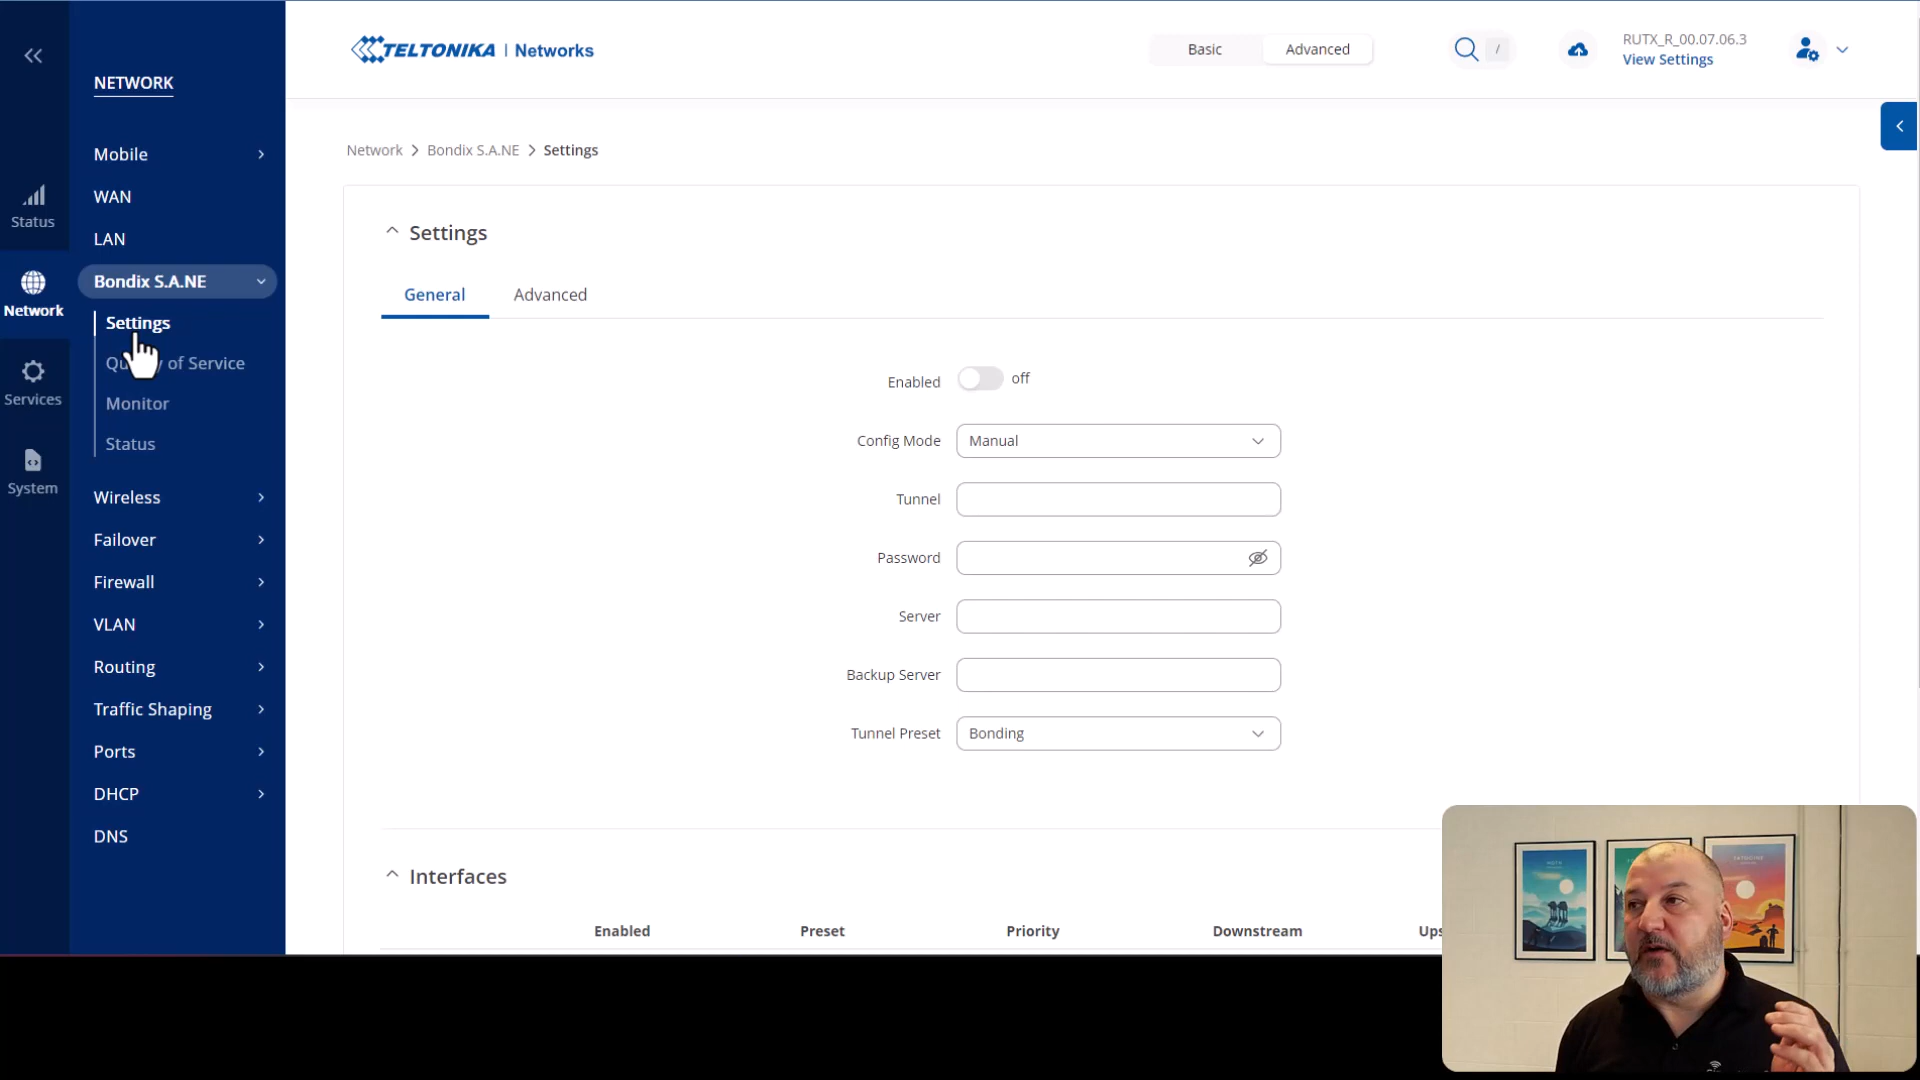 NETWORK
Mobile
WAN
LAN
Bondix S.A.NE
Settings
of Service
Monitor
Status
Wireless
Failover
Firewall
VLAN
Routing
Traffic Shaping
Ports
DHCP
DNS
Status
Network
Services
System
TELTONIKA | Networks
Basic
Advanced
/
RUTX_R_00.07.06.3
View Settings
Network > Bondix S.A.NE > Settings
Settings
General
Advanced
Enabled
off
Config Mode
Manual
Tunnel
Password
Server
Backup Server
Tunnel Preset
Bonding
Interfaces
Enabled
Preset
Priority
Downstream
Ups